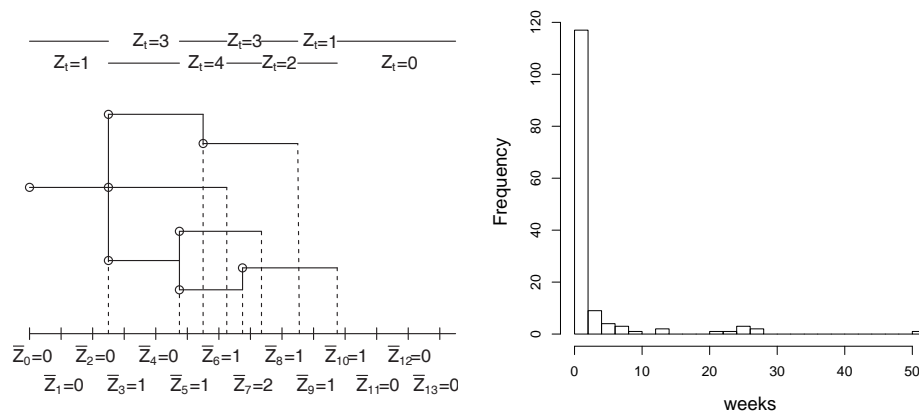 Z_t=3 Z_t=3 Z_t=1
Z_t=1 Z_t=4 Z_t=2 Z_t=0
Z̅_0=0 Z̅_2=0 Z̅_4=0 Z̅_6=1 Z̅_8=1 Z̅_10=1 Z̅_12=0
Z̅_1=0 Z̅_3=1 Z̅_5=1 Z̅_7=2 Z̅_9=1 Z̅_11=0 Z̅_13=0
Frequency
120
100
80
60
40
20
0
0 10 20 30 40 50
weeks